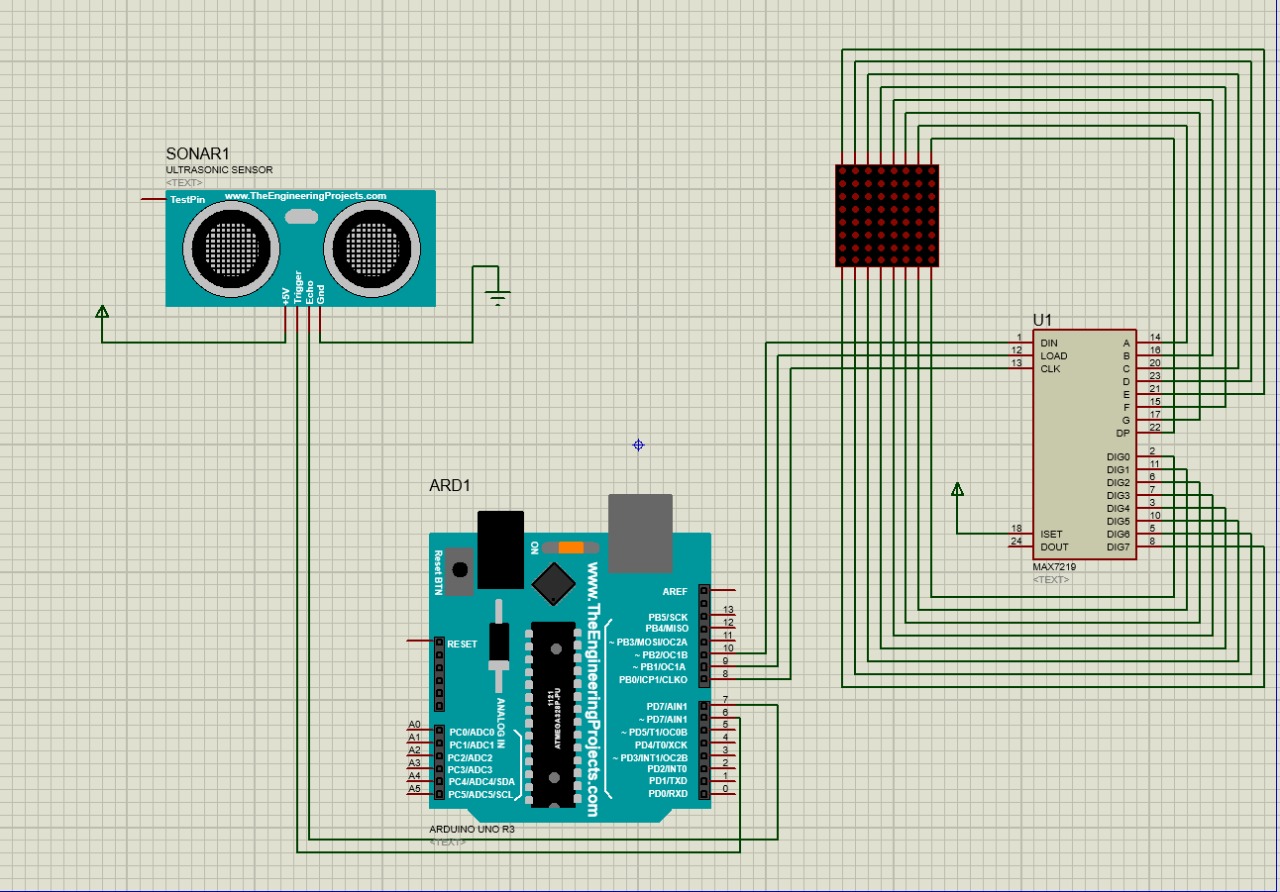 SONAR1
ULTRASONIC SENSOR
<TEXT>
TestPin
www.TheEngineeringProjects.com
+5V
Trigger
Echo
Gnd
U1
1 DIN
12 LOAD
13 CLK
A 14
B 16
C 20
D 23
E 21
F 15
G 17
DP 22
DIG0 2
DIG1 11
DIG2 6
DIG3 7
DIG4 3
DIG5 10
DIG6 5
DIG7 8
18 ISET
24 DOUT
MAX7219
<TEXT>
ARD1
Reset BTN
ON
www.TheEngineeringProjects.com
AREF
PB5/SCK 13
PB4/MISO 12
~ PB3/MOSI/OC2A 11
~ PB2/OC1B 10
~ PB1/OC1A 9
PB0/ICP1/CLKO 8
RESET
ANALOG IN
1121
ATMEGA328P-PU
PD7/AIN1 7
~ PD7/AIN1 6
~ PD5/T1/OC0B 5
PD4/T0/XCK 4
~ PD3/INT1/OC2B 3
PD2/INT0 2
PD1/TXD 1
PD0/RXD 0
A0 PC0/ADC0
A1 PC1/ADC1
A2 PC2/ADC2
A3 PC3/ADC3
A4 PC4/ADC4/SDA
A5 PC5/ADC5/SCL
ARDUINO UNO R3
<TEXT>